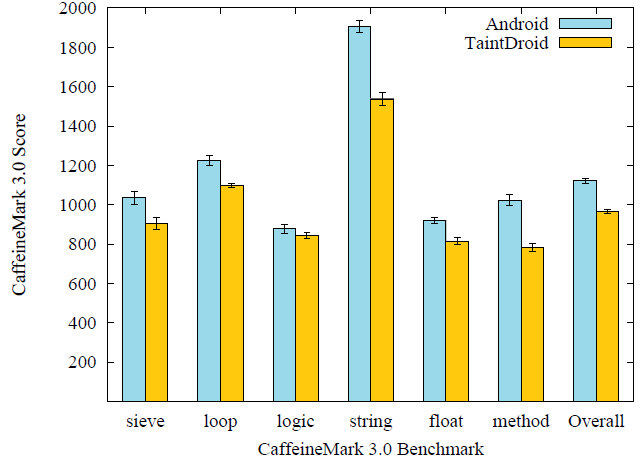 2000
1800
1600
1400
1200
1000
800
600
400
200
CaffeineMark 3.0 Score
Android
TaintDroid
sieve loop logic string float method Overall
CaffeineMark 3.0 Benchmark